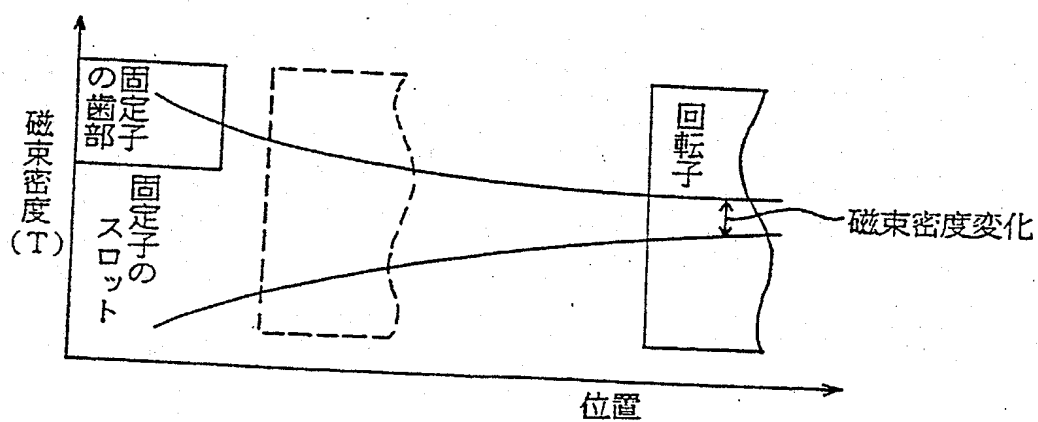 磁束密度(T)
固定子
の歯部
固定子の
スロット
回転子
磁束密度変化
位置